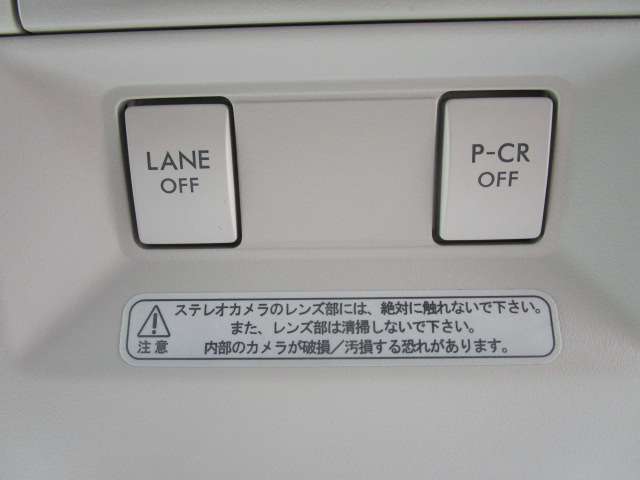 LANE
OFF
P-CR
OFF
ステレオカメラのレンズ部には、絶対に触れないで下さい。
また、レンズ部は清掃しないで下さい。
内部のカメラが破損／汚損する恐れがあります。
注意